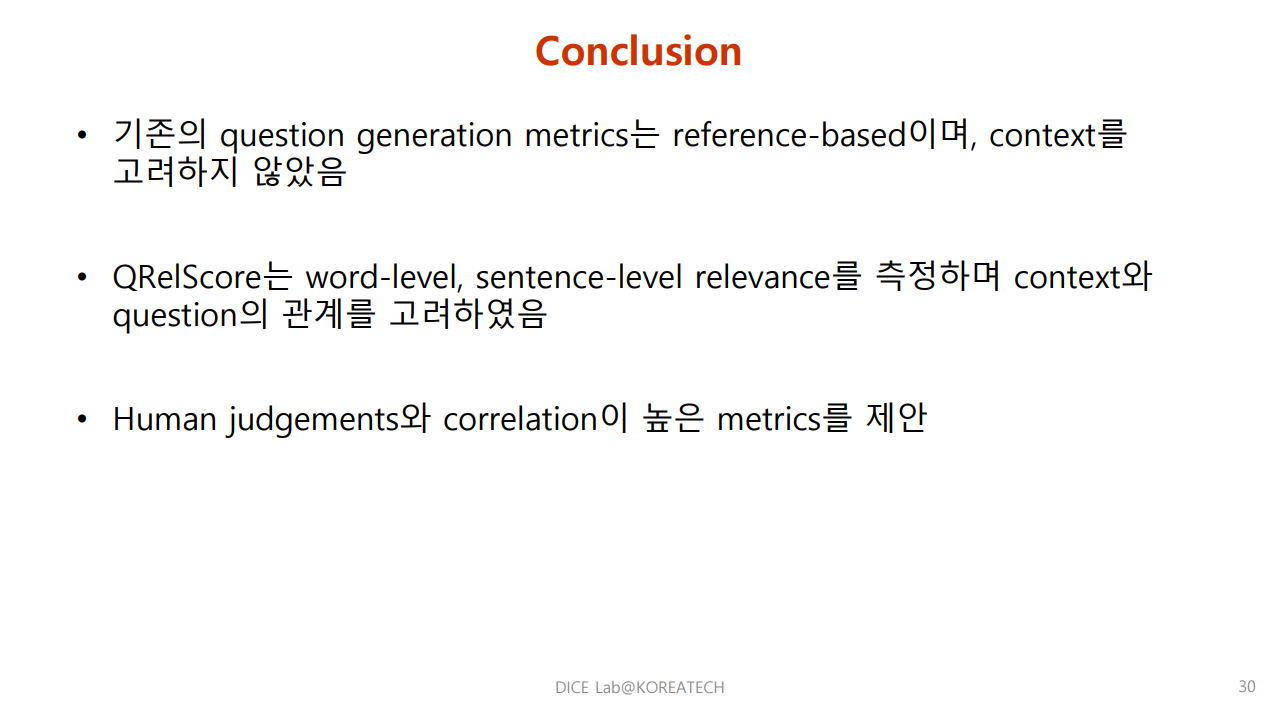 Conclusion
• 기존의 question generation metrics는 reference-based이며, context를
고려하지 않았음
• QRelScore는 word-level, sentence-level relevance를 측정하며 context와
question의 관계를 고려하였음
• Human judgements와 correlation이 높은 metrics를 제안
DICE Lab@KOREATECH
30